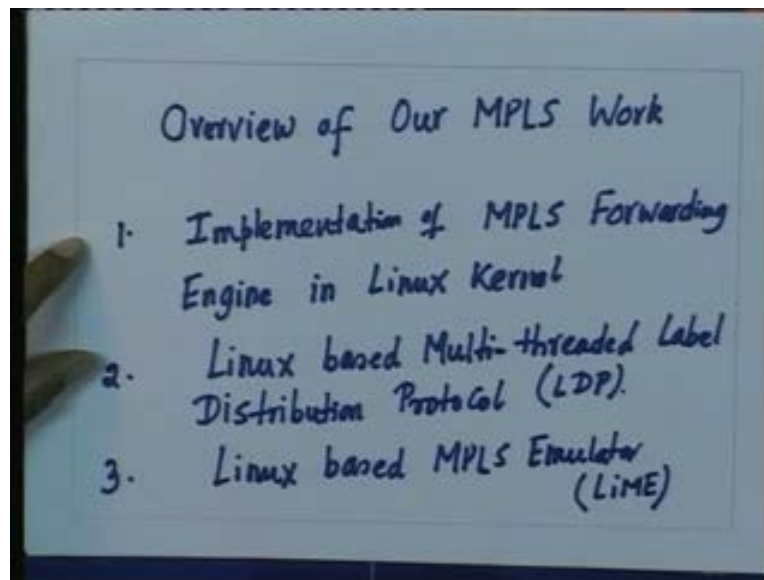 Overview of Our MPLS Work
1. Implementation of MPLS Forwarding
Engine in Linux Kernel
2. Linux based Multi-threaded Label
Distribution Protocol (LDP).
3. Linux based MPLS Emulator
(LiME)